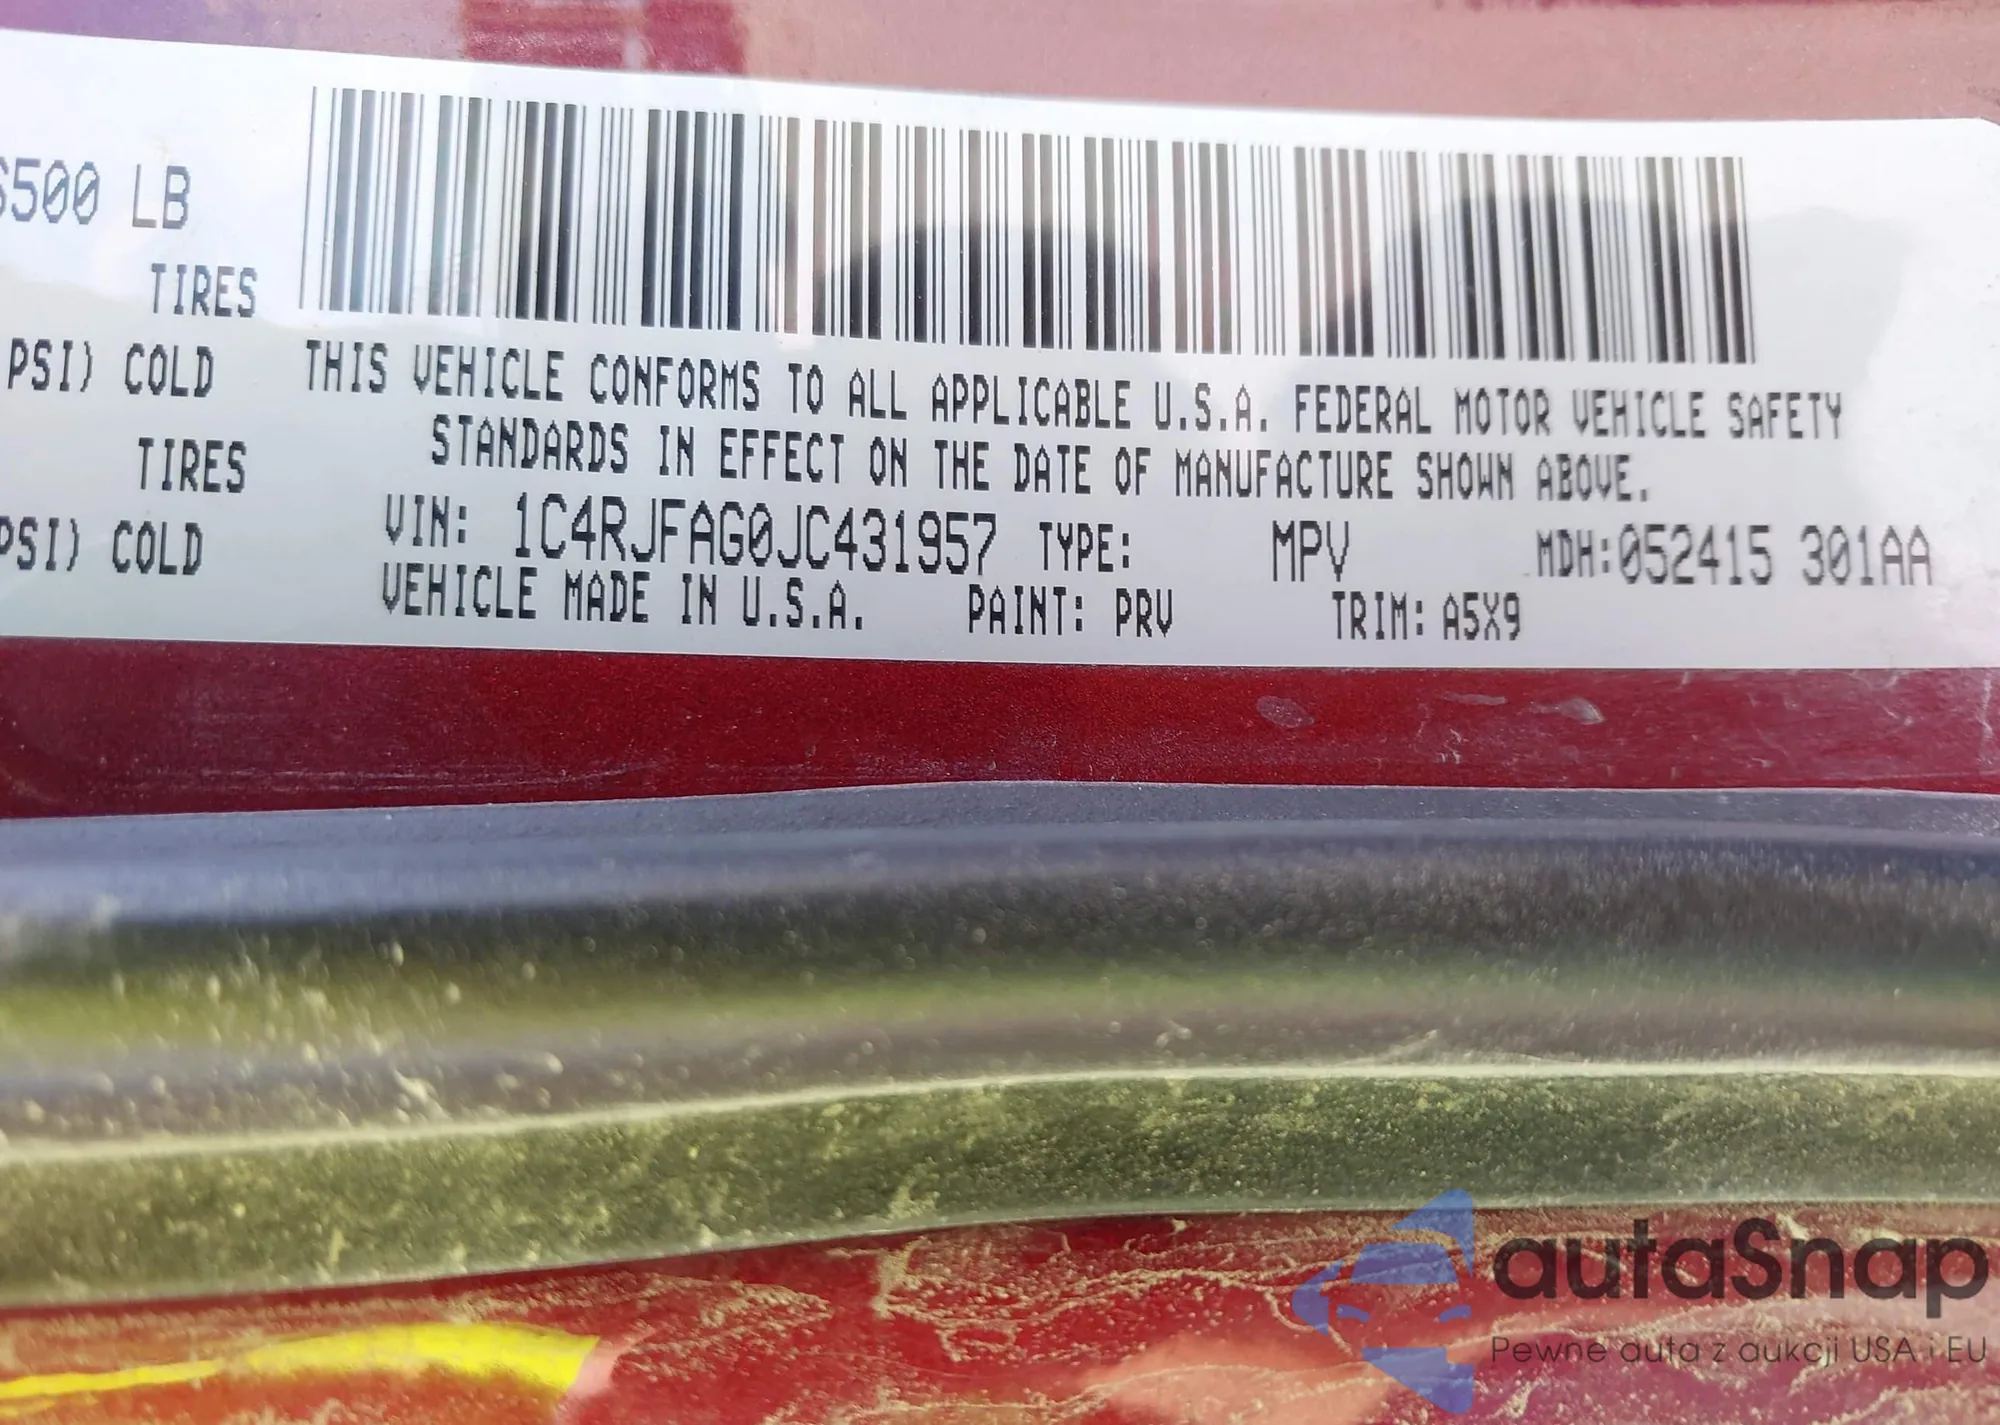 6500 LB
TIRES
PSI) COLD
TIRES
PSI) COLD
THIS VEHICLE CONFORMS TO ALL APPLICABLE U.S.A. FEDERAL MOTOR VEHICLE SAFETY
STANDARDS IN EFFECT ON THE DATE OF MANUFACTURE SHOWN ABOVE.
VIN: 1C4RJFAG0JC431957 TYPE: MPV MDH:052415 301AA
VEHICLE MADE IN U.S.A. PAINT: PRV TRIM: A5X9
autaSnap
Pewne auta z aukcji USA i EU